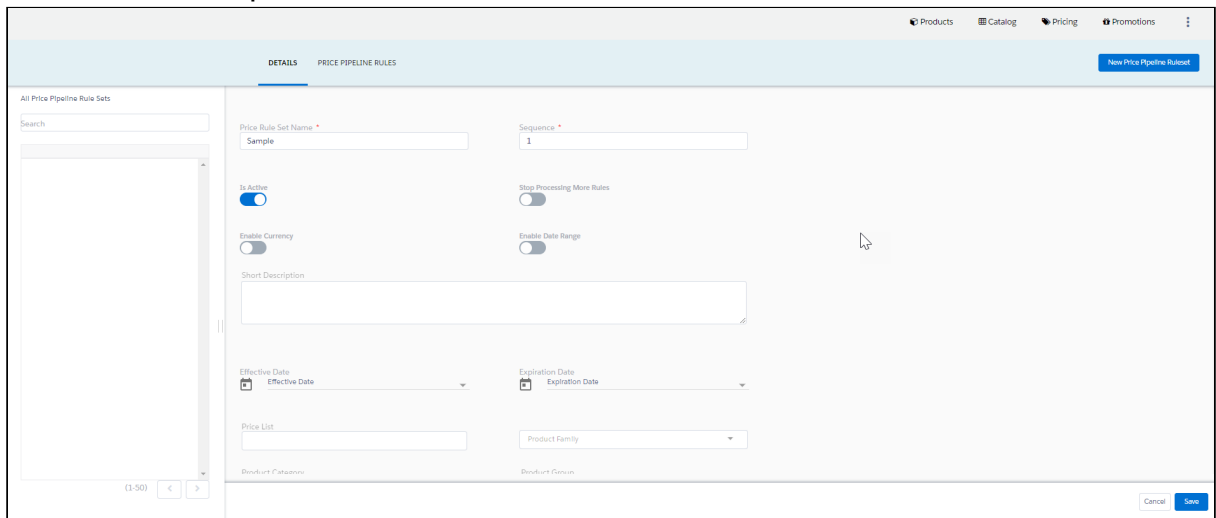 Products Catalog Pricing Promotions
DETAILS PRICE PIPELINE RULES New Price Pipeline Ruleset
All Price Pipeline Rule Sets
Search
Price Rule Set Name * Sequence *
Sample 1
Is Active Stop Processing More Rules
Enable Currency Enable Date Range
Short Description
Effective Date Expiration Date
Effective Date Expiration Date
Price List
Product Family
Product Category Product Group
(1-50) < >
Cancel Save